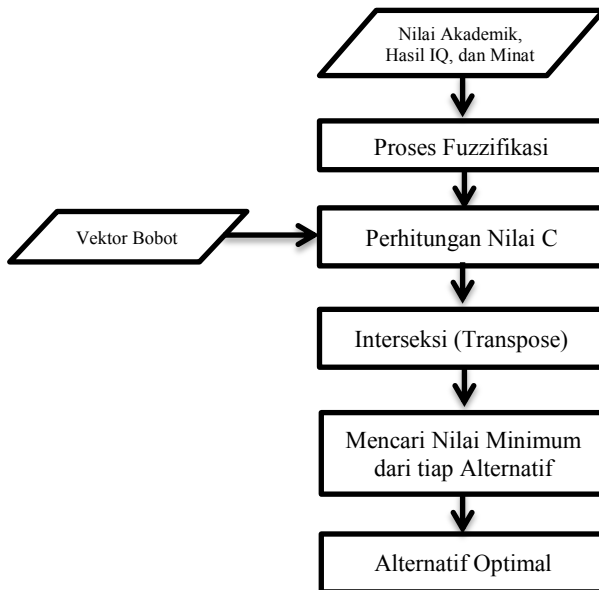 Nilai Akademik,
Hasil IQ, dan Minat
Proses Fuzzifikasi
Vektor Bobot
Perhitungan Nilai C
Interseksi (Transpose)
Mencari Nilai Minimum
dari tiap Alternatif
Alternatif Optimal